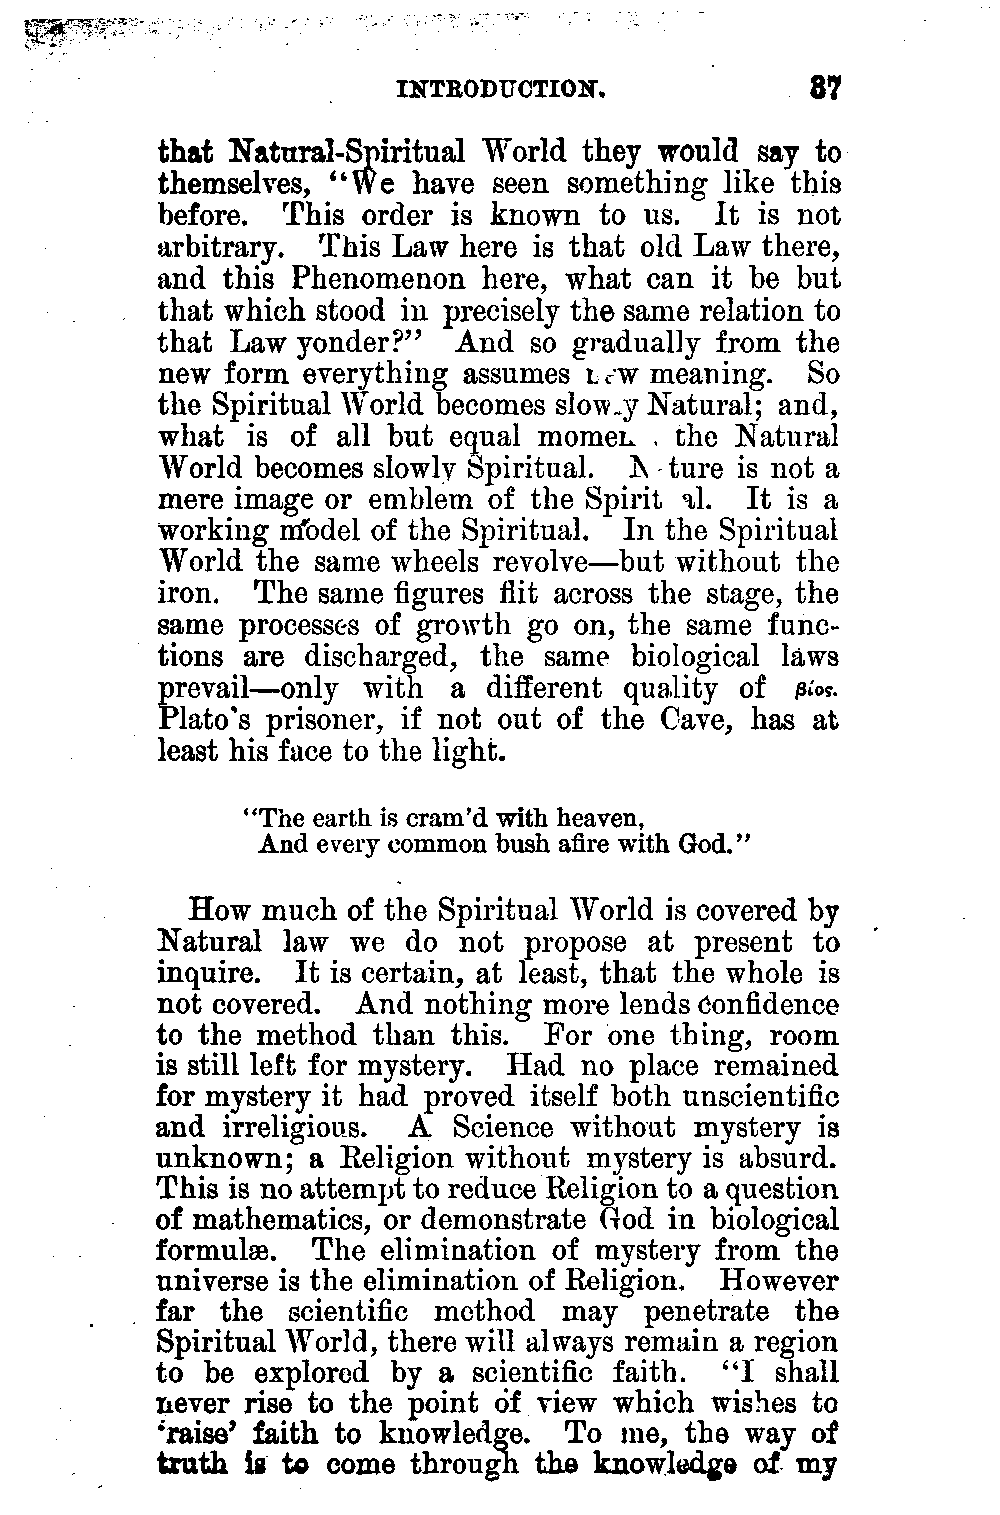 INTRODUCTION. 37
that Natural-Spiritual World they would say to
themselves, “We have seen something like this
before. This order is known to us. It is not
arbitrary. This Law here is that old Law there,
and this Phenomenon here, what can it be but
that which stood in precisely the same relation to
that Law yonder?” And so gradually from the
new form everything assumes new meaning. So
the Spiritual World becomes slowly Natural; and,
what is of all but equal the Natural
World becomes slowly Spiritual. Nature is not a
mere image or emblem of the Spiritual. It is a
working model of the Spiritual. In the Spiritual
World the same wheels revolve—but without the
iron. The same figures flit across the stage, the
same processes of growth go on, the same func-
tions are discharged, the same biological laws
prevail—only with a different quality of βίος.
Plato's prisoner, if not out of the Cave, has at
least his face to the light.
“The earth is cram'd with heaven,
And every common bush afire with God.”
How much of the Spiritual World is covered by
Natural law we do not propose at present to
inquire. It is certain, at least, that the whole is
not covered. And nothing more lends confidence
to the method than this. For one thing, room
is still left for mystery. Had no place remained
for mystery it had proved itself both unscientific
and irreligious. A Science without mystery is
unknown; a Religion without mystery is absurd.
This is no attempt to reduce Religion to a question
of mathematics, or demonstrate God in biological
formulæ. The elimination of mystery from the
universe is the elimination of Religion. However
far the scientific method may penetrate the
Spiritual World, there will always remain a region
to be explored by a scientific faith. “I shall
never rise to the point of view which wishes to
‘raise’ faith to knowledge. To me, the way of
truth is to come through the knowledge of my